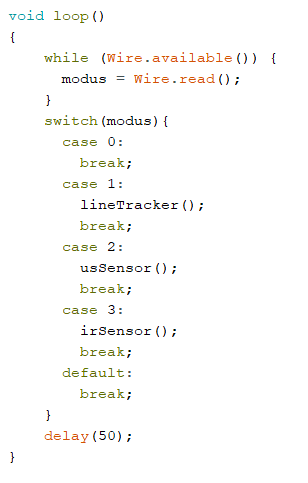 void loop()
{
    while (Wire.available()) {
      modus = Wire.read();
    }
    switch(modus){
      case 0:
        break;
      case 1:
        lineTracker();
        break;
      case 2:
        usSensor();
        break;
      case 3:
        irSensor();
        break;
      default:
        break;
    }
    delay(50);
}